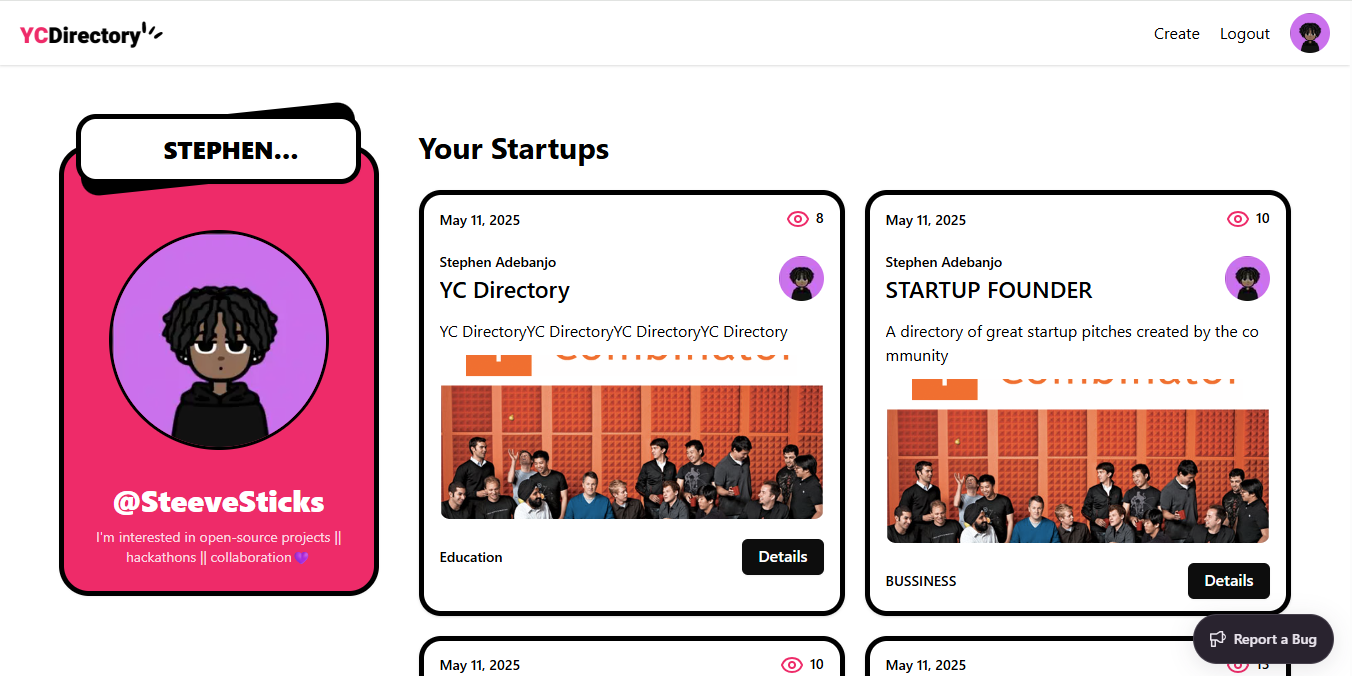 YCDirectory
Create
Logout
STEPHEN...
@SteeveSticks
I'm interested in open-source projects ||
hackathons || collaboration💜
Your Startups
May 11, 2025
8
Stephen Adebanjo
YC Directory
YC DirectoryYC DirectoryYC DirectoryYC Directory
Combinator
Education
Details
May 11, 2025
10
Stephen Adebanjo
STARTUP FOUNDER
A directory of great startup pitches created by the co
mmunity
Combinator
BUSSINESS
Details
May 11, 2025
10
May 11, 2025
Report a Bug